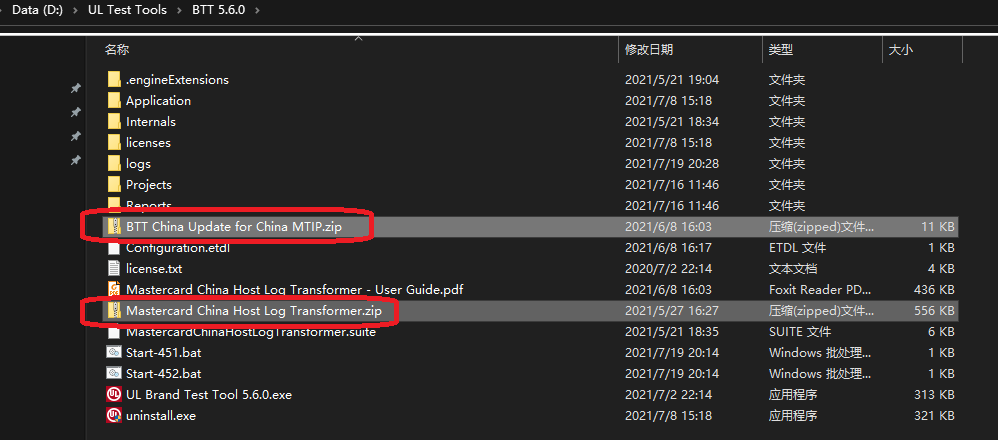 Data (D:) > UL Test Tools > BTT 5.6.0 >
名称 修改日期 类型 大小
.engineExtensions 2021/5/21 19:04 文件夹
Application 2021/7/8 15:18 文件夹
Internals 2021/5/21 18:34 文件夹
licenses 2021/7/8 15:18 文件夹
logs 2021/7/19 20:28 文件夹
Projects 2021/7/16 11:46 文件夹
Reports 2021/7/16 11:46 文件夹
BTT China Update for China MTIP.zip 2021/6/8 16:03 压缩(zipped)文件... 11 KB
Configuration.etdl 2021/6/8 16:17 ETDL 文件 1 KB
license.txt 2020/7/2 22:14 文本文档 4 KB
Mastercard China Host Log Transformer - User Guide.pdf 2021/6/8 16:03 Foxit Reader PD... 436 KB
Mastercard China Host Log Transformer.zip 2021/5/27 16:27 压缩(zipped)文件... 556 KB
MastercardChinaHostLogTransformer.suite 2021/5/21 18:35 SUITE 文件 6 KB
Start-451.bat 2021/7/19 20:14 Windows 批处理... 1 KB
Start-452.bat 2021/7/19 20:14 Windows 批处理... 1 KB
UL Brand Test Tool 5.6.0.exe 2021/7/2 22:14 应用程序 313 KB
uninstall.exe 2021/7/8 15:18 应用程序 321 KB